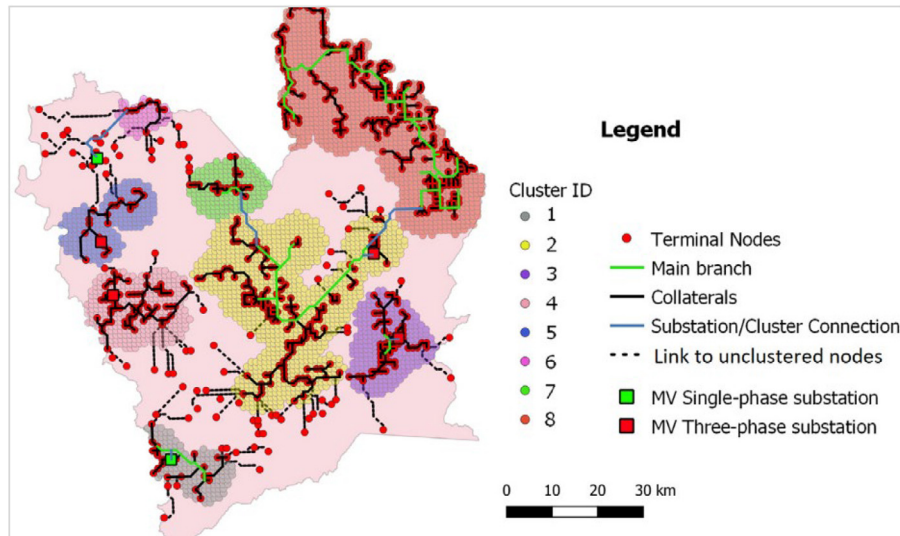 Legend
Cluster ID
1
2
3
4
5
6
7
8
Terminal Nodes
Main branch
Collaterals
Substation/Cluster Connection
Link to unclustered nodes
MV Single-phase substation
MV Three-phase substation
0 10 20 30 km